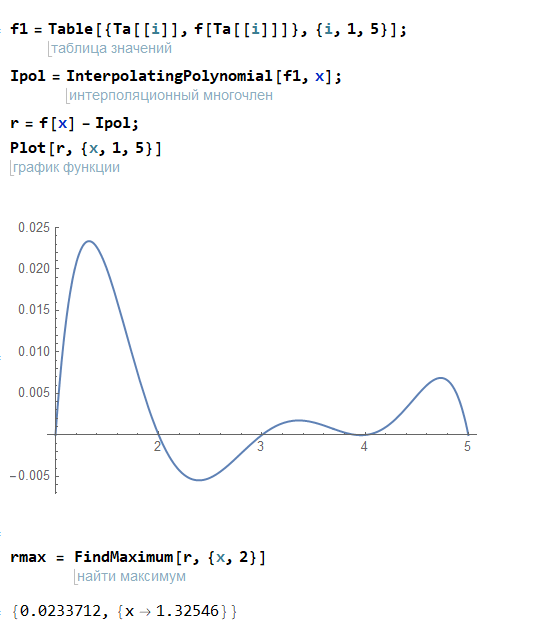 f1 = Table[{Ta[[i]], f[Ta[[i]]]}, {i, 1, 5}];
таблица значений
Ipol = InterpolatingPolynomial[f1, x];
интерполяционный многочлен
r = f[x] - Ipol;
Plot[r, {x, 1, 5}]
график функции
0.025
0.020
0.015
0.010
0.005
2 3 4 5
-0.005
rmax = FindMaximum[r, {x, 2}]
найти максимум
{0.0233712, {x → 1.32546}}